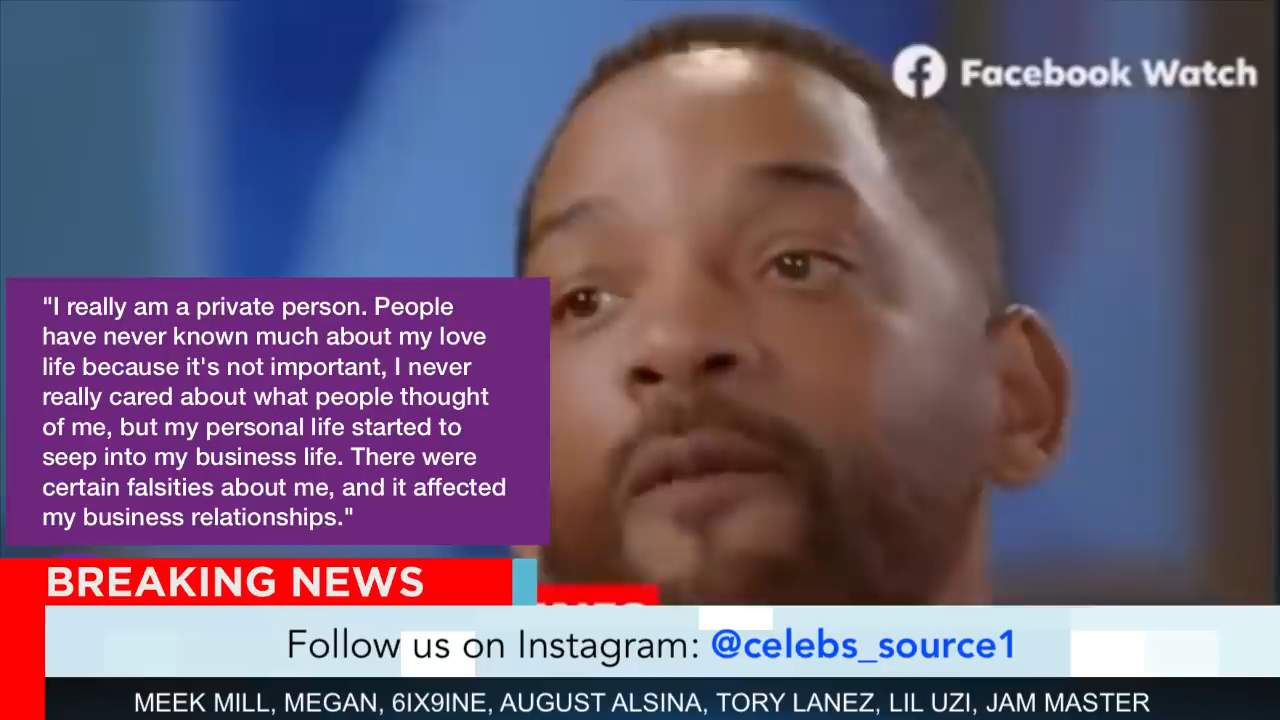 Facebook Watch
"I really am a private person. People
have never known much about my love
life because it's not important, I never
really cared about what people thought
of me, but my personal life started to
seep into my business life. There were
certain falsities about me, and it affected
my business relationships."
BREAKING NEWS
Follow us on Instagram: @celebs_source1
MEEK MILL, MEGAN, 6IX9INE, AUGUST ALSINA, TORY LANEZ, LIL UZI, JAM MASTER